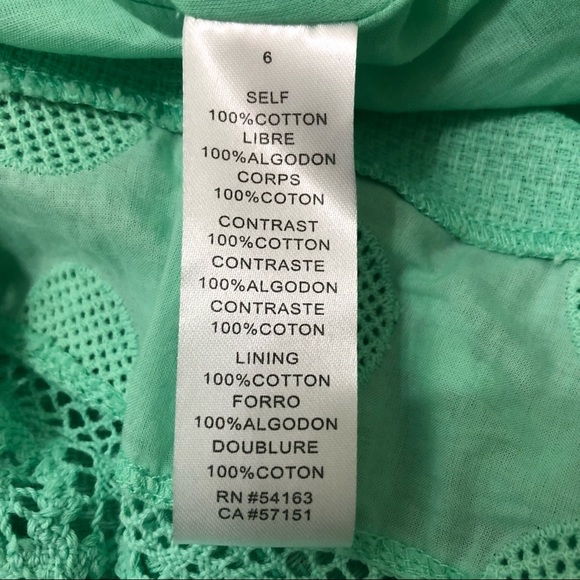 6
SELF
100%COTTON
LIBRE
100%ALGODON
CORPS
100%COTON
CONTRAST
100%COTTON
CONTRASTE
100%ALGODON
CONTRASTE
100%COTON
LINING
100%COTTON
FORRO
100%ALGODON
DOUBLURE
100%COTON
RN #54163
CA #57151